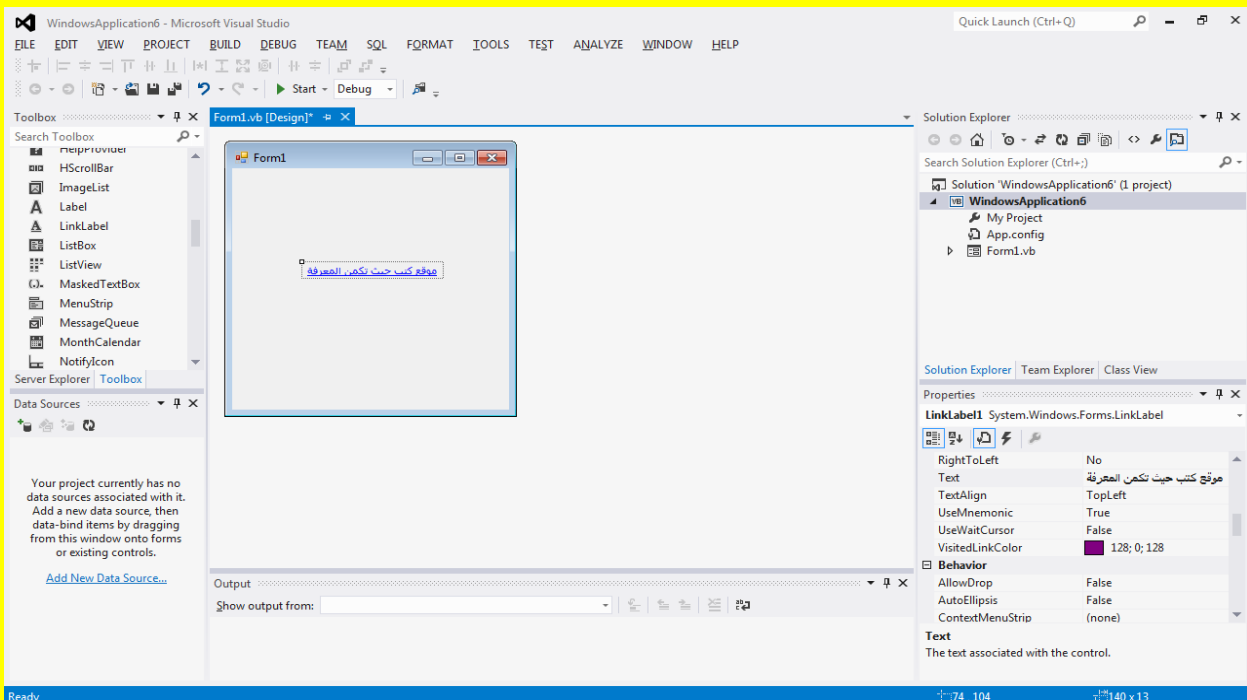 WindowsApplication6 - Microsoft Visual Studio
Quick Launch (Ctrl+Q)
FILE EDIT VIEW PROJECT BUILD DEBUG TEAM SQL FORMAT TOOLS TEST ANALYZE WINDOW HELP
Start Debug
Toolbox
Search Toolbox
HelpProvider
HScrollBar
ImageList
Label
LinkLabel
ListBox
ListView
MaskedTextBox
MenuStrip
MessageQueue
MonthCalendar
NotifyIcon
Server Explorer Toolbox
Data Sources
Your project currently has no
data sources associated with it.
Add a new data source, then
data-bind items by dragging
from this window onto forms
or existing controls.
Add New Data Source...
Form1.vb [Design]*
Form1
موقع كتب حيث تكمن المعرفة
Output
Show output from:
Solution Explorer
Search Solution Explorer (Ctrl+;)
Solution 'WindowsApplication6' (1 project)
VB WindowsApplication6
My Project
App.config
Form1.vb
Solution Explorer Team Explorer Class View
Properties
LinkLabel1 System.Windows.Forms.LinkLabel
RightToLeft No
Text موقع كتب حيث تكمن المعرفة
TextAlign TopLeft
UseMnemonic True
UseWaitCursor False
VisitedLinkColor 128; 0; 128
Behavior
AllowDrop False
AutoEllipsis False
ContextMenuStrip (none)
Text
The text associated with the control.
Ready
74, 104
140 x 13